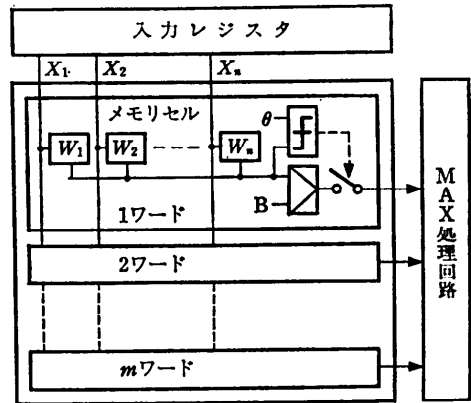 入力レジスタ
X₁. X₂ Xₙ
メモリセル
θ
W₁ W₂ Wₙ
B
1ワード
2ワード
mワード
MAX処理回路